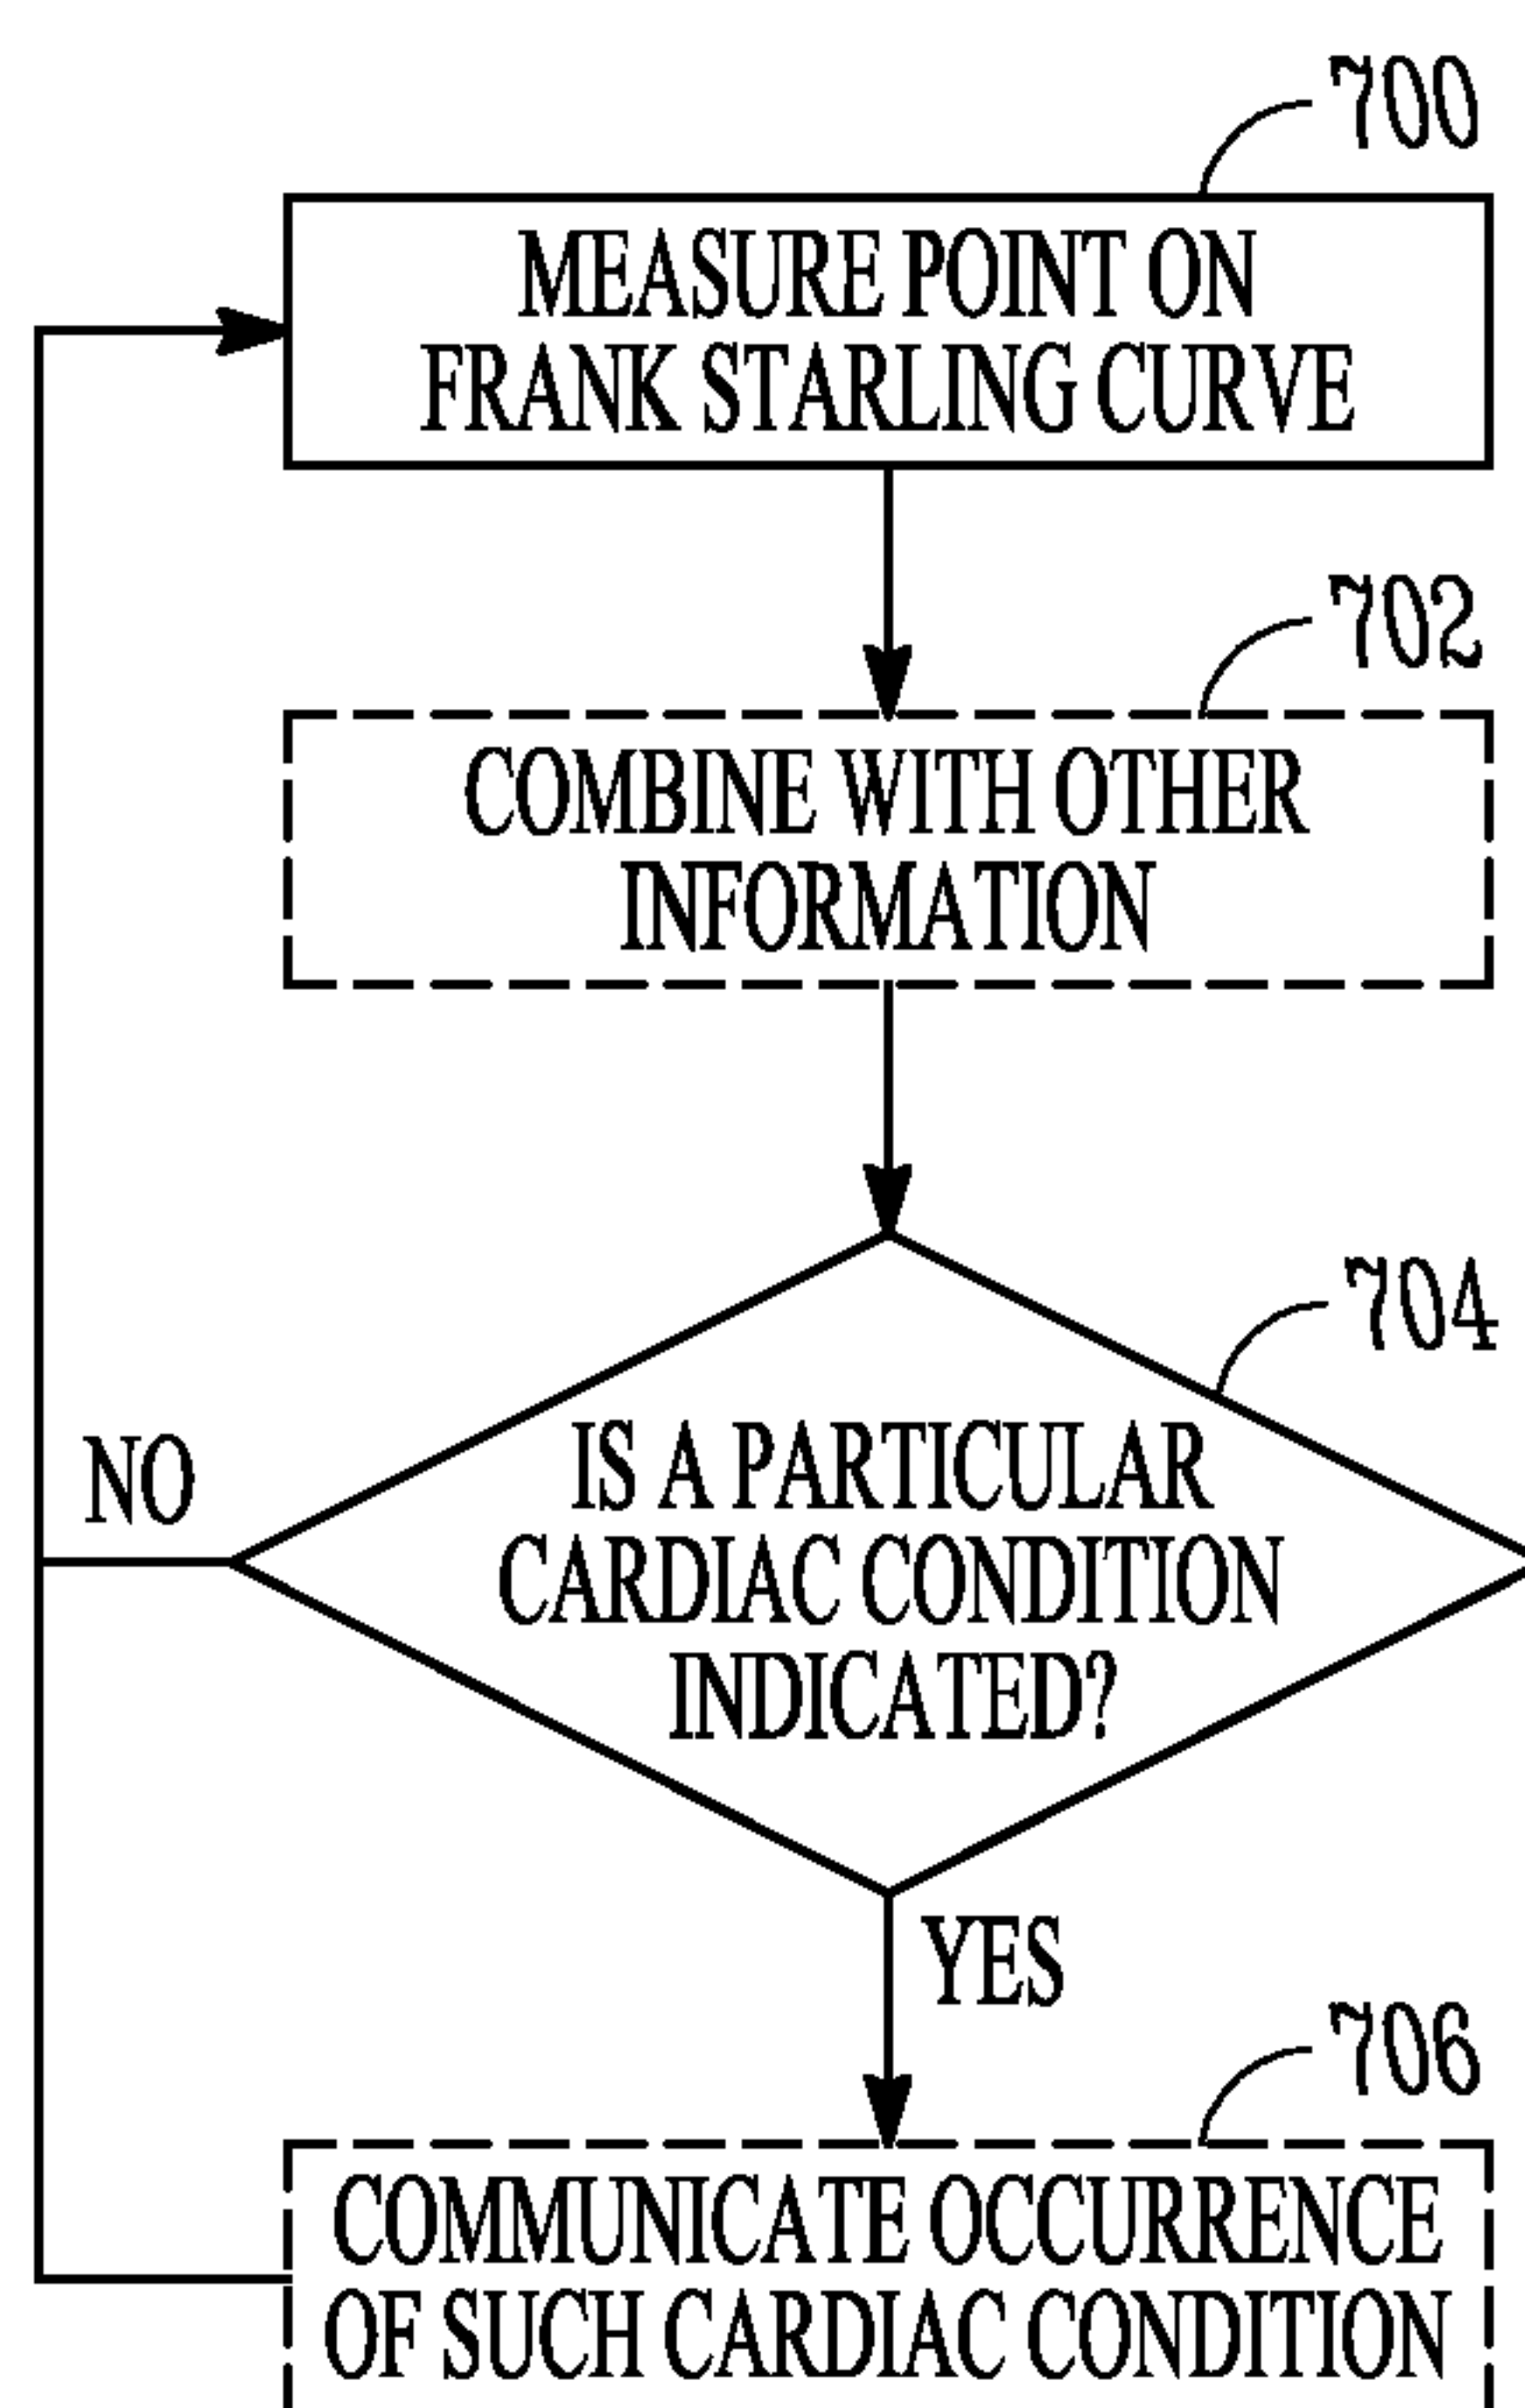 700
MEASURE POINT ON
FRANK STARLING CURVE
702
COMBINE WITH OTHER
INFORMATION
704
IS A PARTICULAR
CARDIAC CONDITION
INDICATED?
NO
YES
706
COMMUNICATE OCCURRENCE
OF SUCH CARDIAC CONDITION